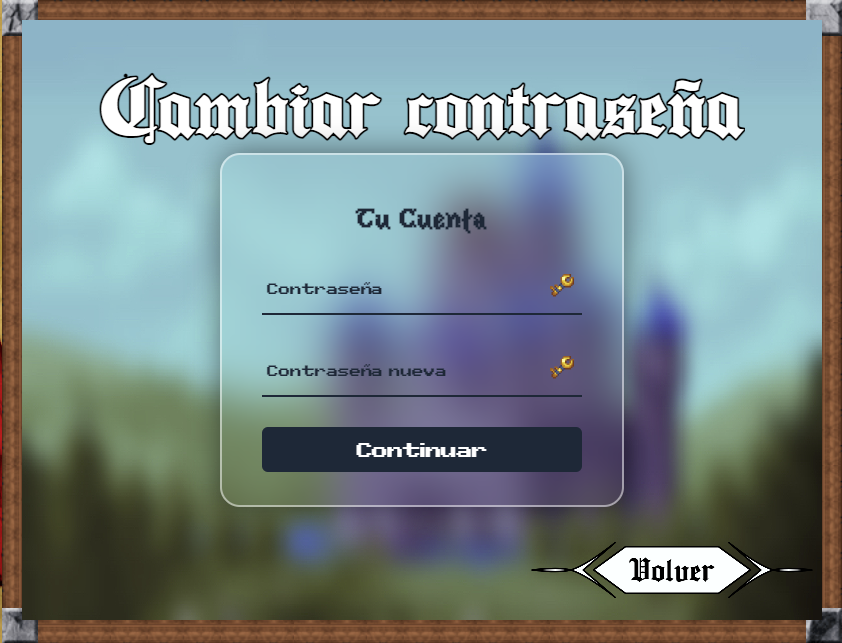 Cambiar contraseña
Tu Cuenta
Contraseña
Contraseña nueva
Continuar
Volver